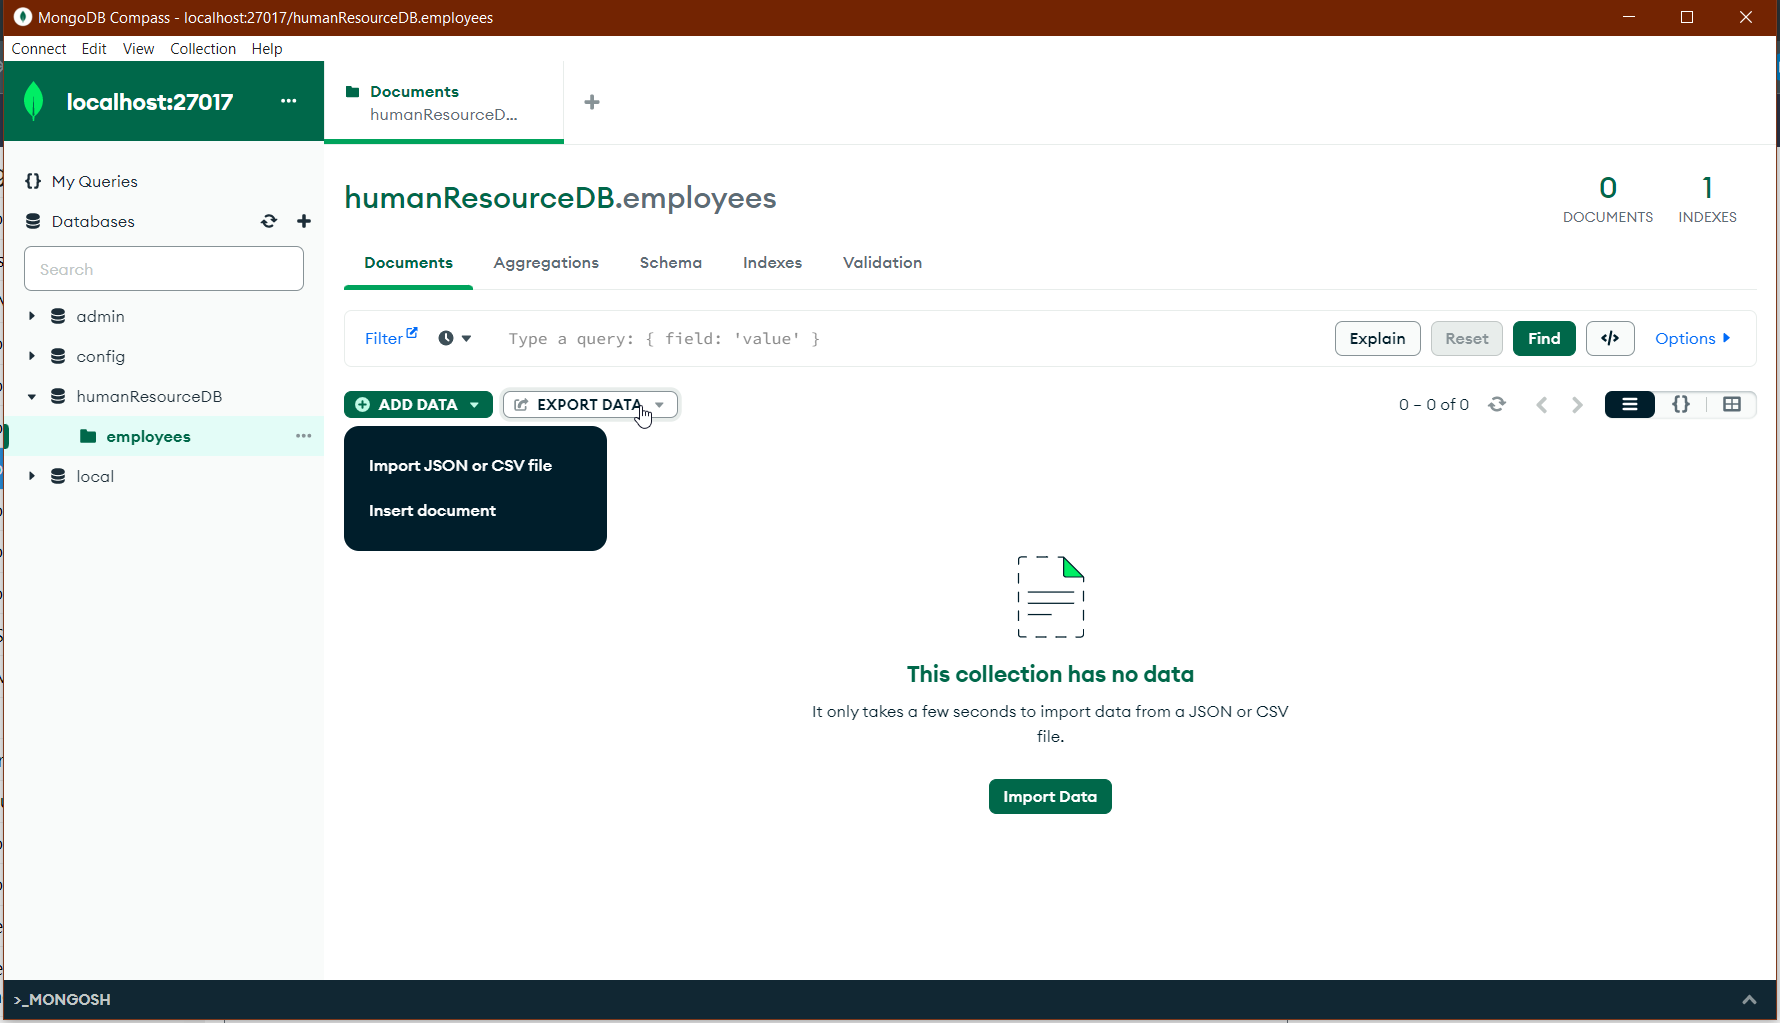 MongoDB Compass - localhost:27017/humanResourceDB.employees
Connect Edit View Collection Help
localhost:27017 ...
Documents
humanResourceD...
My Queries
Databases
Search
admin
config
humanResourceDB
employees
local
humanResourceDB.employees
0
DOCUMENTS
1
INDEXES
Documents Aggregations Schema Indexes Validation
Filter Type a query: { field: 'value' } Explain Reset Find </> Options
ADD DATA EXPORT DATA 0 – 0 of 0 {}
Import JSON or CSV file
Insert document
This collection has no data
It only takes a few seconds to import data from a JSON or CSV
file.
Import Data
>_MONGOSH